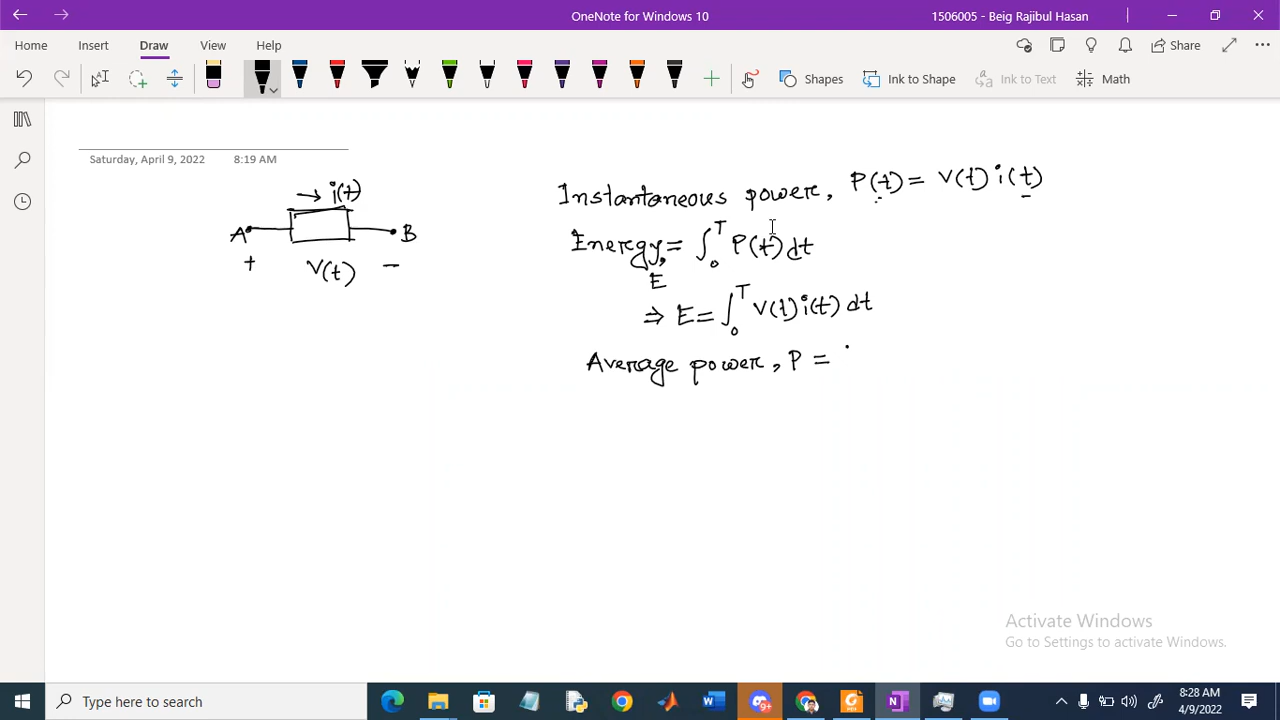 OneNote for Windows 10
1506005 - Beig Rajibul Hasan
Home Insert Draw View Help
Share
Shapes Ink to Shape Ink to Text Math
Saturday, April 9, 2022 8:19 AM
→ i(t)
A B
+ V(t) −
Instantaneous power, P(t) = V(t) i(t)
Energy, E = ∫₀ᵀ P(t) dt
⇒ E = ∫₀ᵀ V(t) i(t) dt
Average power, P =
Activate Windows
Go to Settings to activate Windows.
Type here to search
9+
8:28 AM
4/9/2022